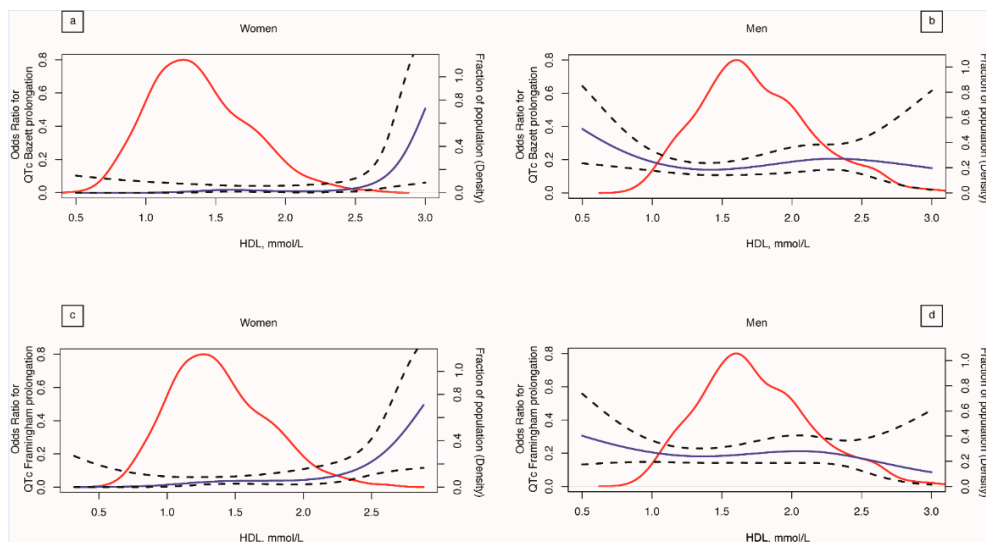 a
Women
Odds Ratio for
QTc Bazett prolongation
0.0 0.2 0.4 0.6 0.8
0.0 0.4 0.8 1.0
Fraction of population (Density)
0.5 1.0 1.5 2.0 2.5 3.0
HDL, mmol/L
b
Men
Odds Ratio for
QTc Bazett prolongation
0.0 0.2 0.4 0.6 0.8
0.0 0.2 0.4 0.6 0.8 1.0
Fraction of population (Density)
0.5 1.0 1.5 2.0 2.5 3.0
HDL, mmol/L
c
Women
Odds Ratio for
QTc Framingham prolongation
0.0 0.2 0.4 0.6 0.8
0.0 0.4 0.8 1.0
Fraction of population (Density)
0.5 1.0 1.5 2.0 2.5
HDL, mmol/L
d
Men
Odds Ratio for
QTc Framingham prolongation
0.0 0.2 0.4 0.6 0.8
0.0 0.2 0.4 0.6 0.8 1.0
Fraction of population (Density)
0.5 1.0 1.5 2.0 2.5 3.0
HDL, mmol/L